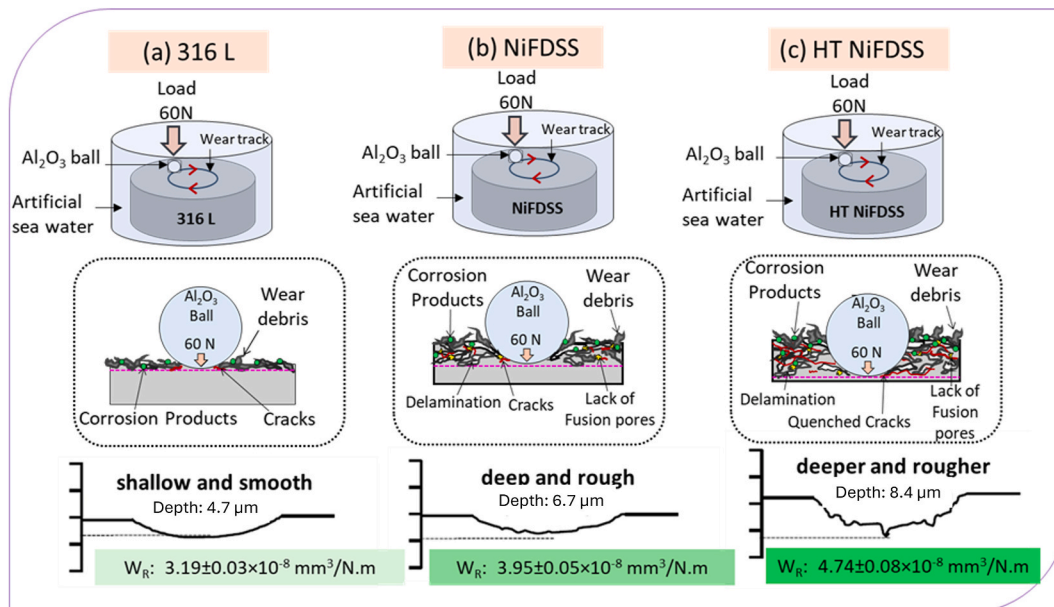 (a) 316 L
Load
60N
Wear track
Al₂O₃ ball
Artificial
sea water
316 L
(b) NiFDSS
Load
60N
Wear track
Al₂O₃ ball
Artificial
sea water
NiFDSS
(c) HT NiFDSS
Load
60N
Wear track
Al₂O₃ ball
Artificial
sea water
HT NiFDSS
Al₂O₃
Ball
60 N
Wear
debris
Corrosion Products
Cracks
Corrosion
Products
Al₂O₃
Ball
60 N
Wear
debris
Delamination
Cracks
Lack of
Fusion pores
Corrosion
Products
Al₂O₃
Ball
60 N
Wear
debris
Delamination
Quenched Cracks
Lack of
Fusion
pores
shallow and smooth
Depth: 4.7 µm
W_R: 3.19±0.03×10⁻⁸ mm³/N.m
deep and rough
Depth: 6.7 µm
W_R: 3.95±0.05×10⁻⁸ mm³/N.m
deeper and rougher
Depth: 8.4 µm
W_R: 4.74±0.08×10⁻⁸ mm³/N.m